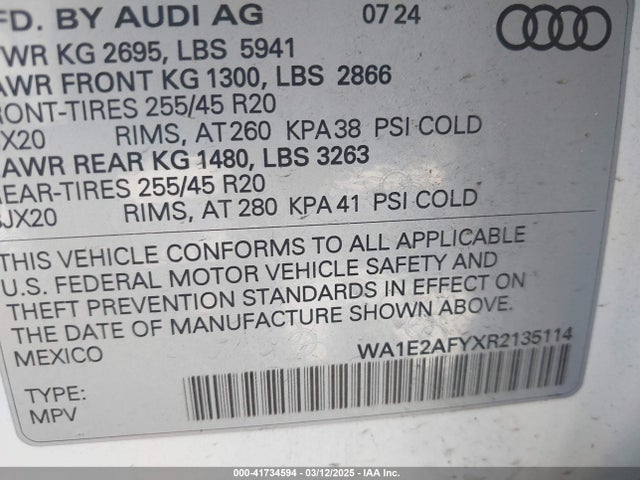 FD. BY AUDI AG 07 24
WR KG 2695, LBS 5941
AWR FRONT KG 1300, LBS 2866
RONT-TIRES 255/45 R20
JX20 RIMS, AT 260 KPA 38 PSI COLD
AWR REAR KG 1480, LBS 3263
REAR-TIRES 255/45 R20
8JX20 RIMS, AT 280 KPA 41 PSI COLD
THIS VEHICLE CONFORMS TO ALL APPLICABLE
U.S. FEDERAL MOTOR VEHICLE SAFETY AND
THEFT PREVENTION STANDARDS IN EFFECT ON
THE DATE OF MANUFACTURE SHOWN ABOVE.
MEXICO WA1E2AFYXR2135114
TYPE:
MPV
000-41734594 - 03/12/2025 - IAA Inc.